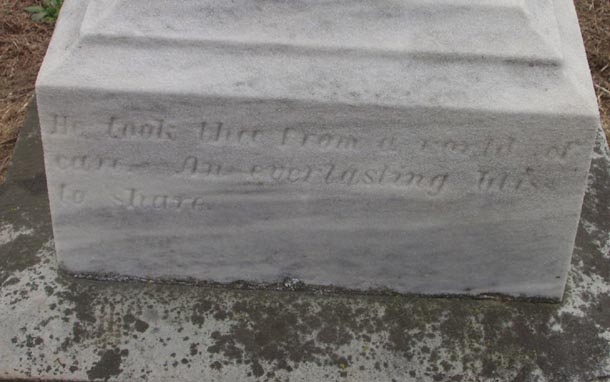 He took thee from a world of
care. An everlasting bliss
to share.